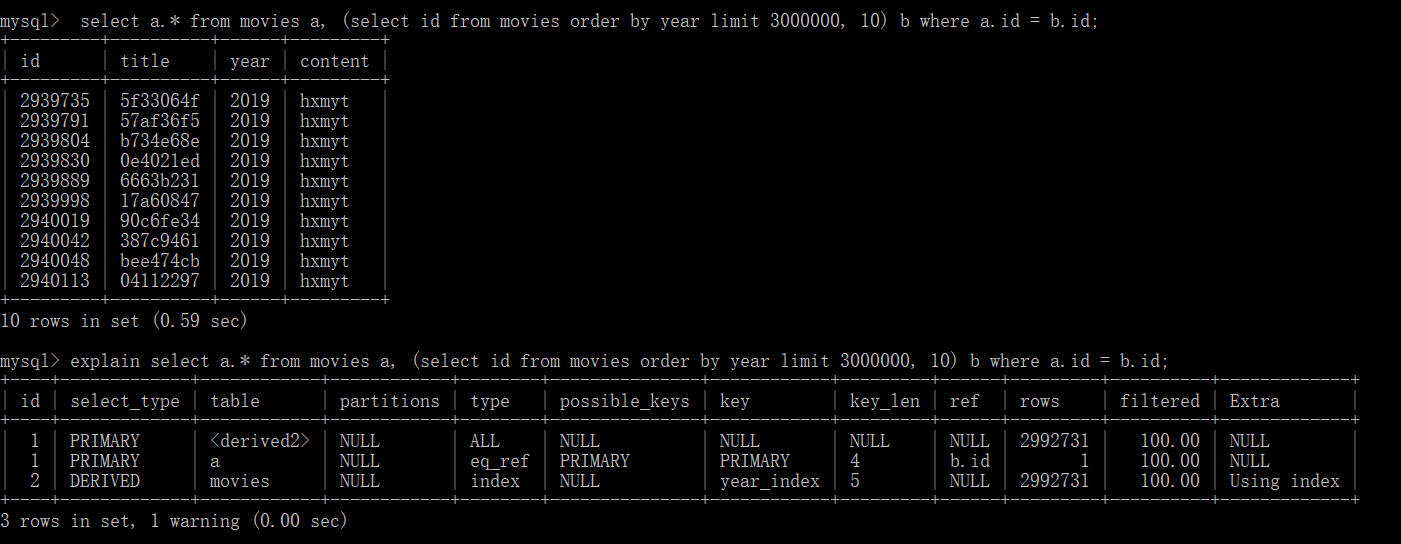 mysql>  select a.* from movies a, (select id from movies order by year limit 3000000, 10) b where a.id = b.id;
+---------+----------+------+---------+
| id      | title    | year | content |
+---------+----------+------+---------+
| 2939735 | 5f33064f | 2019 | hxmyt   |
| 2939791 | 57af36f5 | 2019 | hxmyt   |
| 2939804 | b734e68e | 2019 | hxmyt   |
| 2939830 | 0e4021ed | 2019 | hxmyt   |
| 2939889 | 6663b231 | 2019 | hxmyt   |
| 2939998 | 17a60847 | 2019 | hxmyt   |
| 2940019 | 90c6fe34 | 2019 | hxmyt   |
| 2940042 | 387c9461 | 2019 | hxmyt   |
| 2940048 | bee474cb | 2019 | hxmyt   |
| 2940113 | 04112297 | 2019 | hxmyt   |
+---------+----------+------+---------+
10 rows in set (0.59 sec)
mysql> explain select a.* from movies a, (select id from movies order by year limit 3000000, 10) b where a.id = b.id;
+----+-------------+------------+------------+--------+---------------+------------+---------+------+---------+----------+-------------+
| id | select_type | table      | partitions | type   | possible_keys | key        | key_len | ref  | rows    | filtered | Extra       |
+----+-------------+------------+------------+--------+---------------+------------+---------+------+---------+----------+-------------+
| 1 | PRIMARY     | <derived2> | NULL       | ALL    | NULL          | NULL       | NULL    | NULL | 2992731 | 100.00 | NULL        |
| 1 | PRIMARY     | a          | NULL       | eq_ref | PRIMARY       | PRIMARY    | 4       | b.id | 1 | 100.00 | NULL        |
| 2 | DERIVED     | movies     | NULL       | index  | NULL          | year_index | 5       | NULL | 2992731 | 100.00 | Using index |
+----+-------------+------------+------------+--------+---------------+------------+---------+------+---------+----------+-------------+
3 rows in set, 1 warning (0.00 sec)